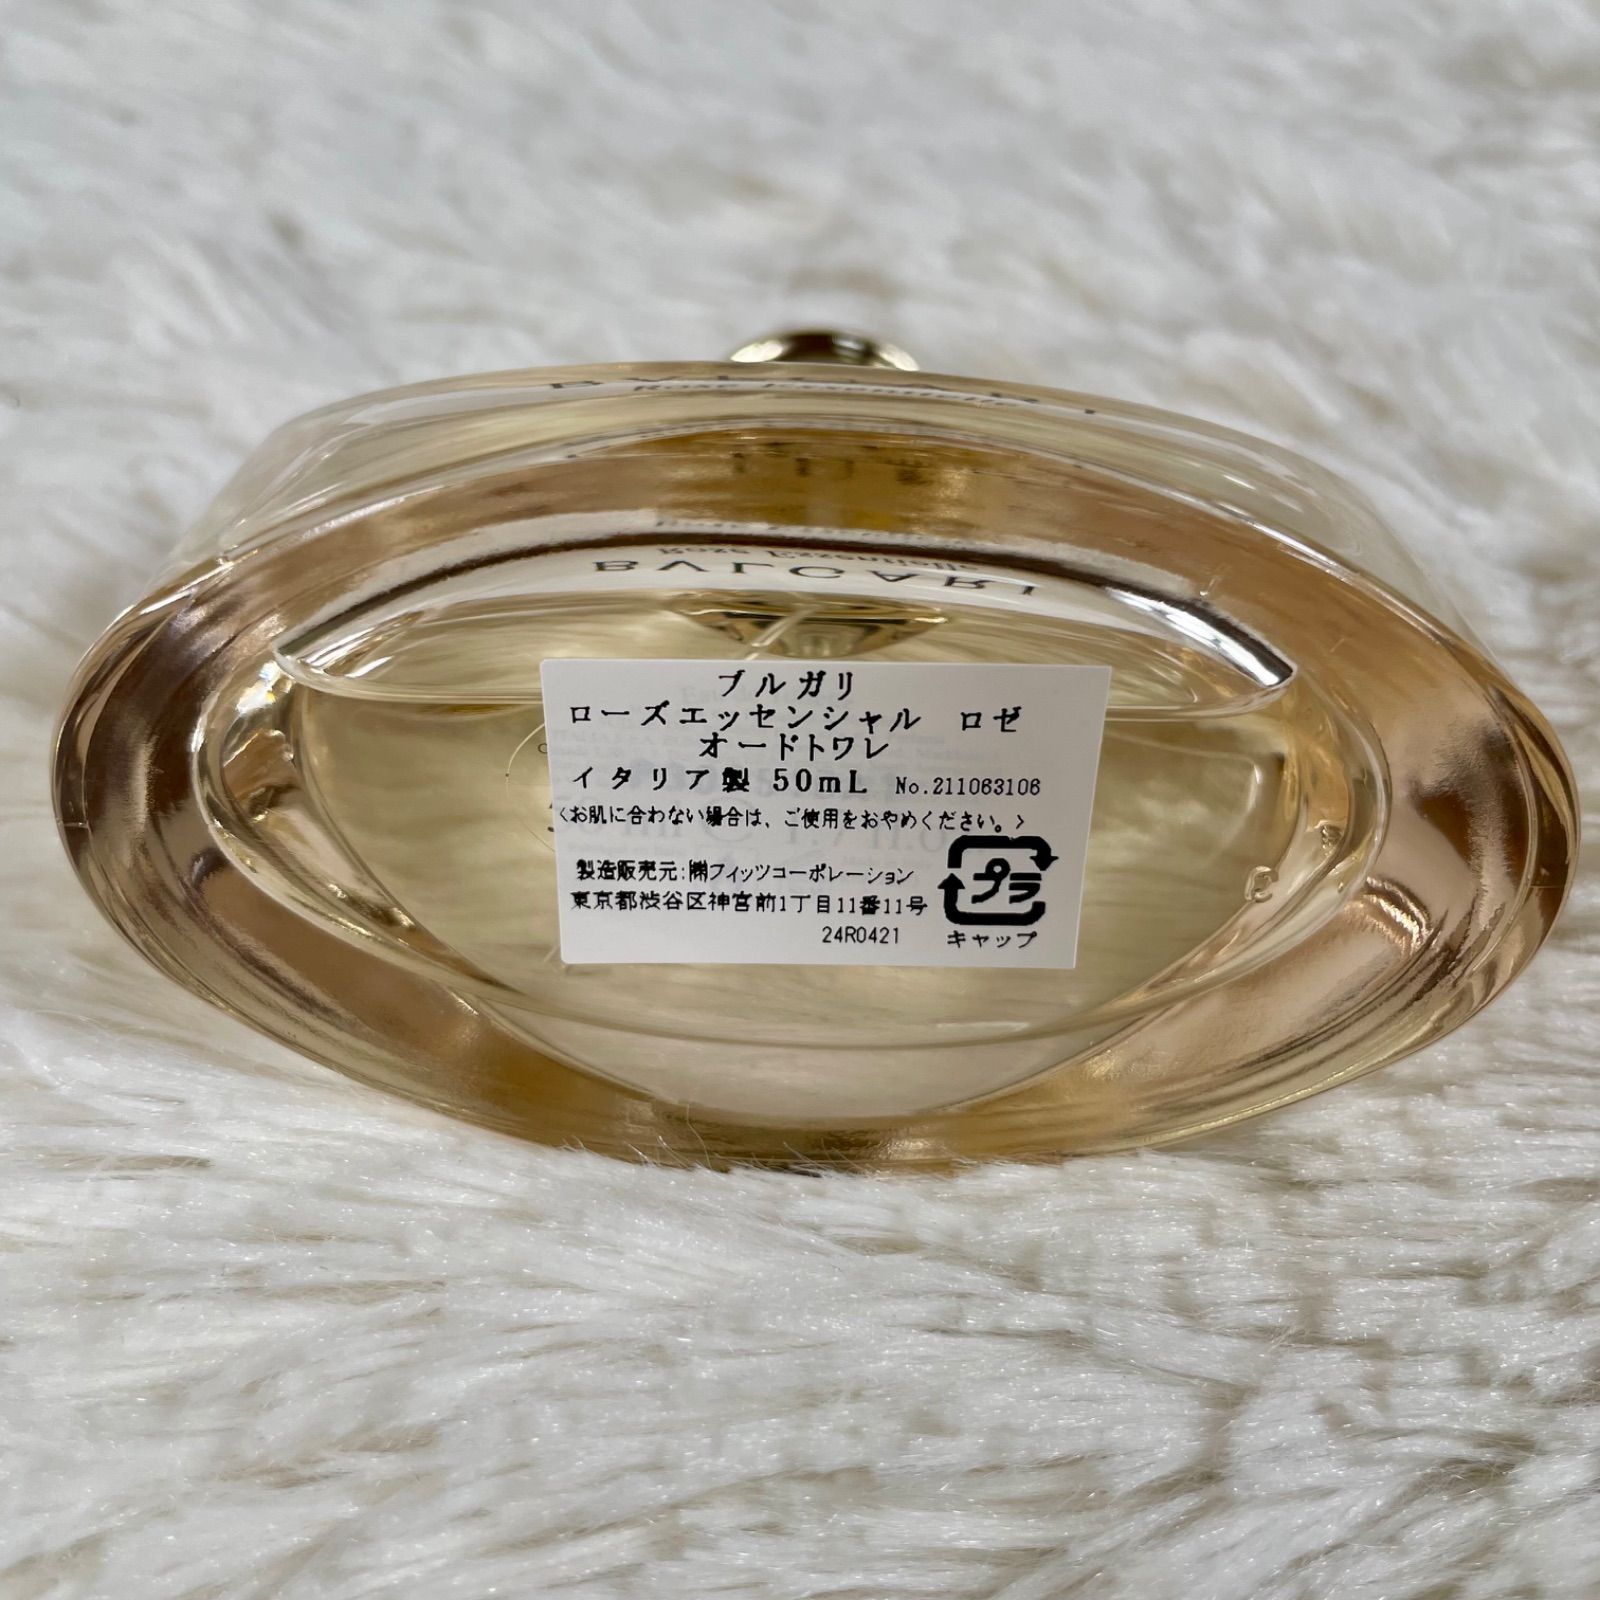 BVLGARI
Rose Essentielle
Rose Essentielle
BVLGARI
ブルガリ
ローズエッセンシャル ロゼ
オードトワレ
イタリア製 50mL No.211063106
<お肌に合わない場合は、ご使用をおやめください。>
製造販売元:㈱フィッツコーポレーション
東京都渋谷区神宮前1丁目11番11号
24R0421
プラ
キャップ